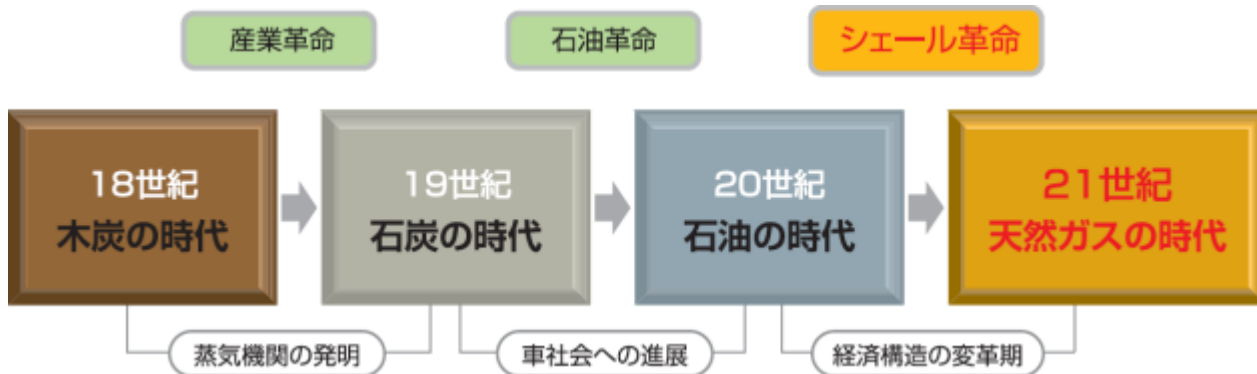 産業革命
石油革命
シェール革命
18世紀
木炭の時代
19世紀
石炭の時代
20世紀
石油の時代
21世紀
天然ガスの時代
蒸気機関の発明
車社会への進展
経済構造の変革期